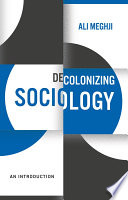 ALI MEGHJI
DECOLONIZING
SOCIOLOGY
AN INTRODUCTION